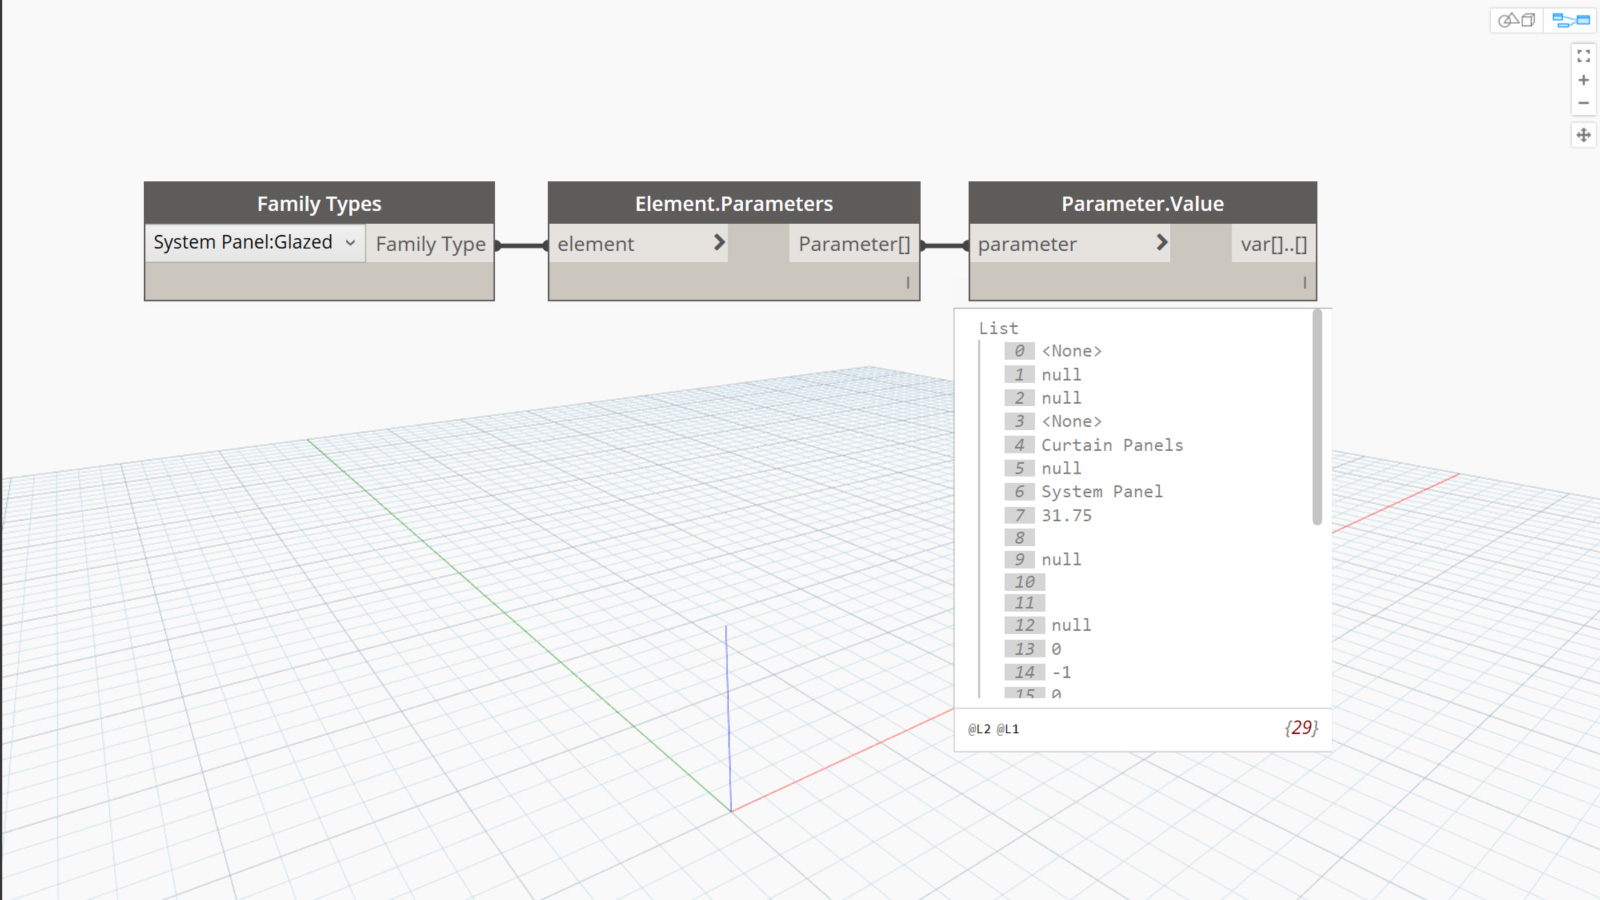 Family Types
System Panel:Glazed
Family Type
Element.Parameters
element
Parameter[]
Parameter.Value
parameter
var[]..[]
List
0 <None>
1 null
2 null
3 <None>
4 Curtain Panels
5 null
6 System Panel
7 31.75
8
9 null
10
11
12 null
13 0
14 -1
15 0
@L2 @L1
{29}